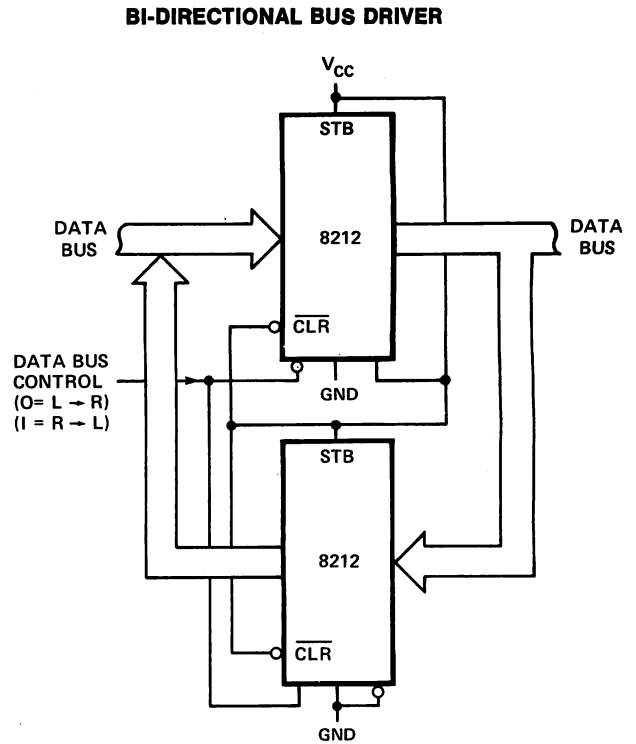 BI-DIRECTIONAL BUS DRIVER
VCC
STB
DATA
BUS
8212
DATA
BUS
CLR
DATA BUS
CONTROL
(O= L → R)
(I = R → L)
GND
STB
8212
CLR
GND